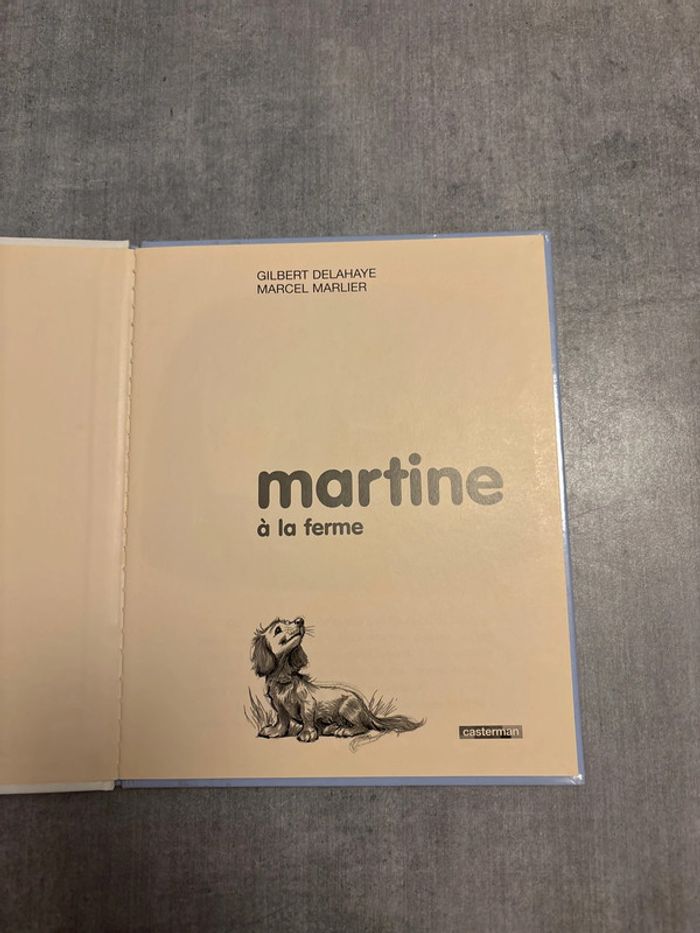 GILBERT DELAHAYE
MARCEL MARLIER
martine
à la ferme
casterman